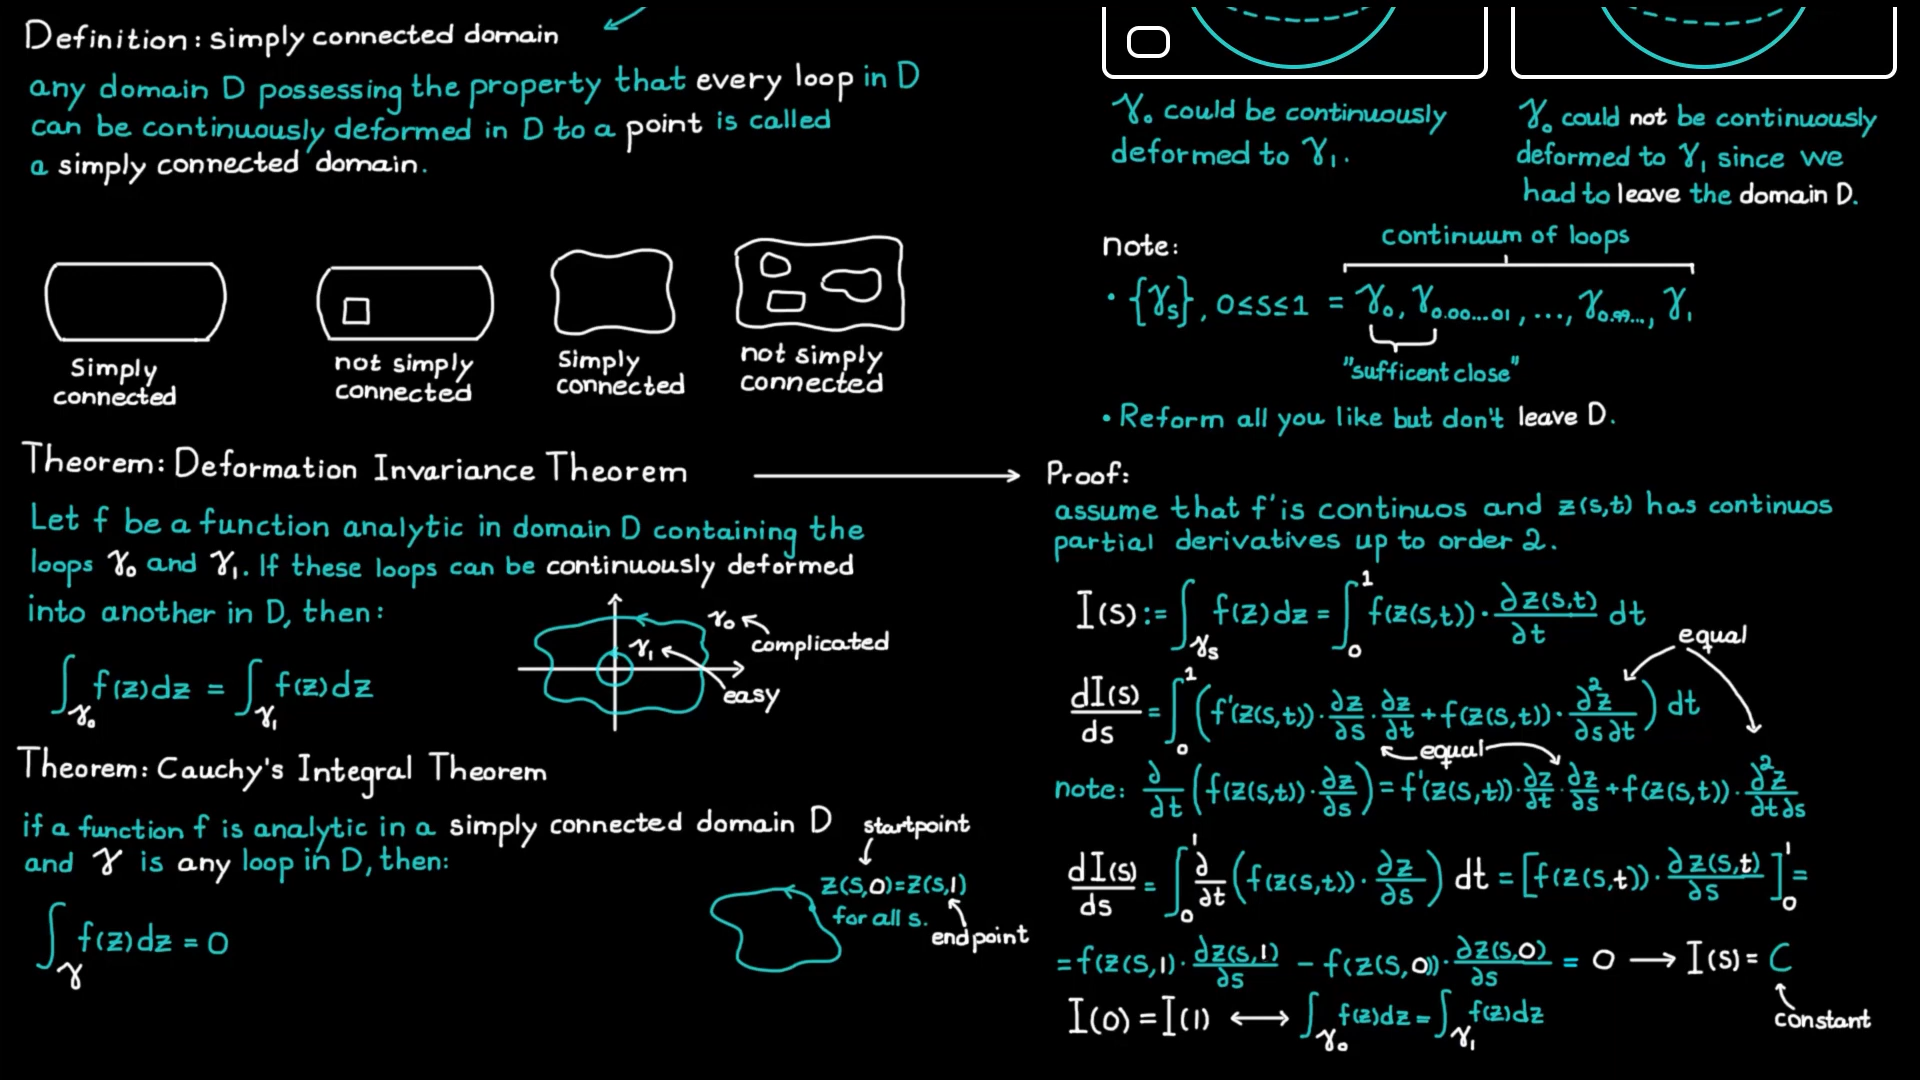 Definition: simply connected domain
any domain D possessing the property that every loop in D
can be continuously deformed in D to a point is called
a simply connected domain.
Simply
connected
not simply
connected
Simply
connected
not simply
connected
Theorem: Deformation Invariance Theorem
Let f be a function analytic in domain D containing the
loops γ₀ and γ₁. If these loops can be continuously deformed
into another in D, then:
∫_γ₀ f(z)dz = ∫_γ₁ f(z)dz
γ₀
complicated
γ₁
easy
Theorem: Cauchy's Integral Theorem
if a function f is analytic in a simply connected domain D
and γ is any loop in D, then:
∫_γ f(z)dz = 0
startpoint
z(s,0)=z(s,1)
for all s.
endpoint
γ₀ could be continuously
deformed to γ₁.
γ₀ could not be continuously
deformed to γ₁ since we
had to leave the domain D.
continuum of loops
note:
• {γₛ}, 0≤s≤1 = γ₀, γ_0.00...01, ..., γ_0.99..., γ₁
"sufficent close"
• Reform all you like but don't leave D.
Proof:
assume that f' is continuos and z(s,t) has continuos
partial derivatives up to order 2.
I(s) := ∫_γₛ f(z)dz = ∫₀¹ f(z(s,t)) · ∂z(s,t)/∂t dt
equal
dI(s)/ds = ∫₀¹ (f'(z(s,t)) · ∂z/∂s · ∂z/∂t + f(z(s,t)) · ∂²z/∂s∂t) dt
equal
note: ∂/∂t (f(z(s,t)) · ∂z/∂s) = f'(z(s,t)) · ∂z/∂t · ∂z/∂s + f(z(s,t)) · ∂²z/∂t∂s
dI(s)/ds = ∫₀¹ ∂/∂t (f(z(s,t)) · ∂z/∂s) dt = [f(z(s,t)) · ∂z(s,t)/∂s]₀¹ =
= f(z(s,1) · ∂z(s,1)/∂s − f(z(s,0)) · ∂z(s,0)/∂s = 0 ⟶ I(s) = C
constant
I(0) = I(1) ⟷ ∫_γ₀ f(z)dz = ∫_γ₁ f(z)dz